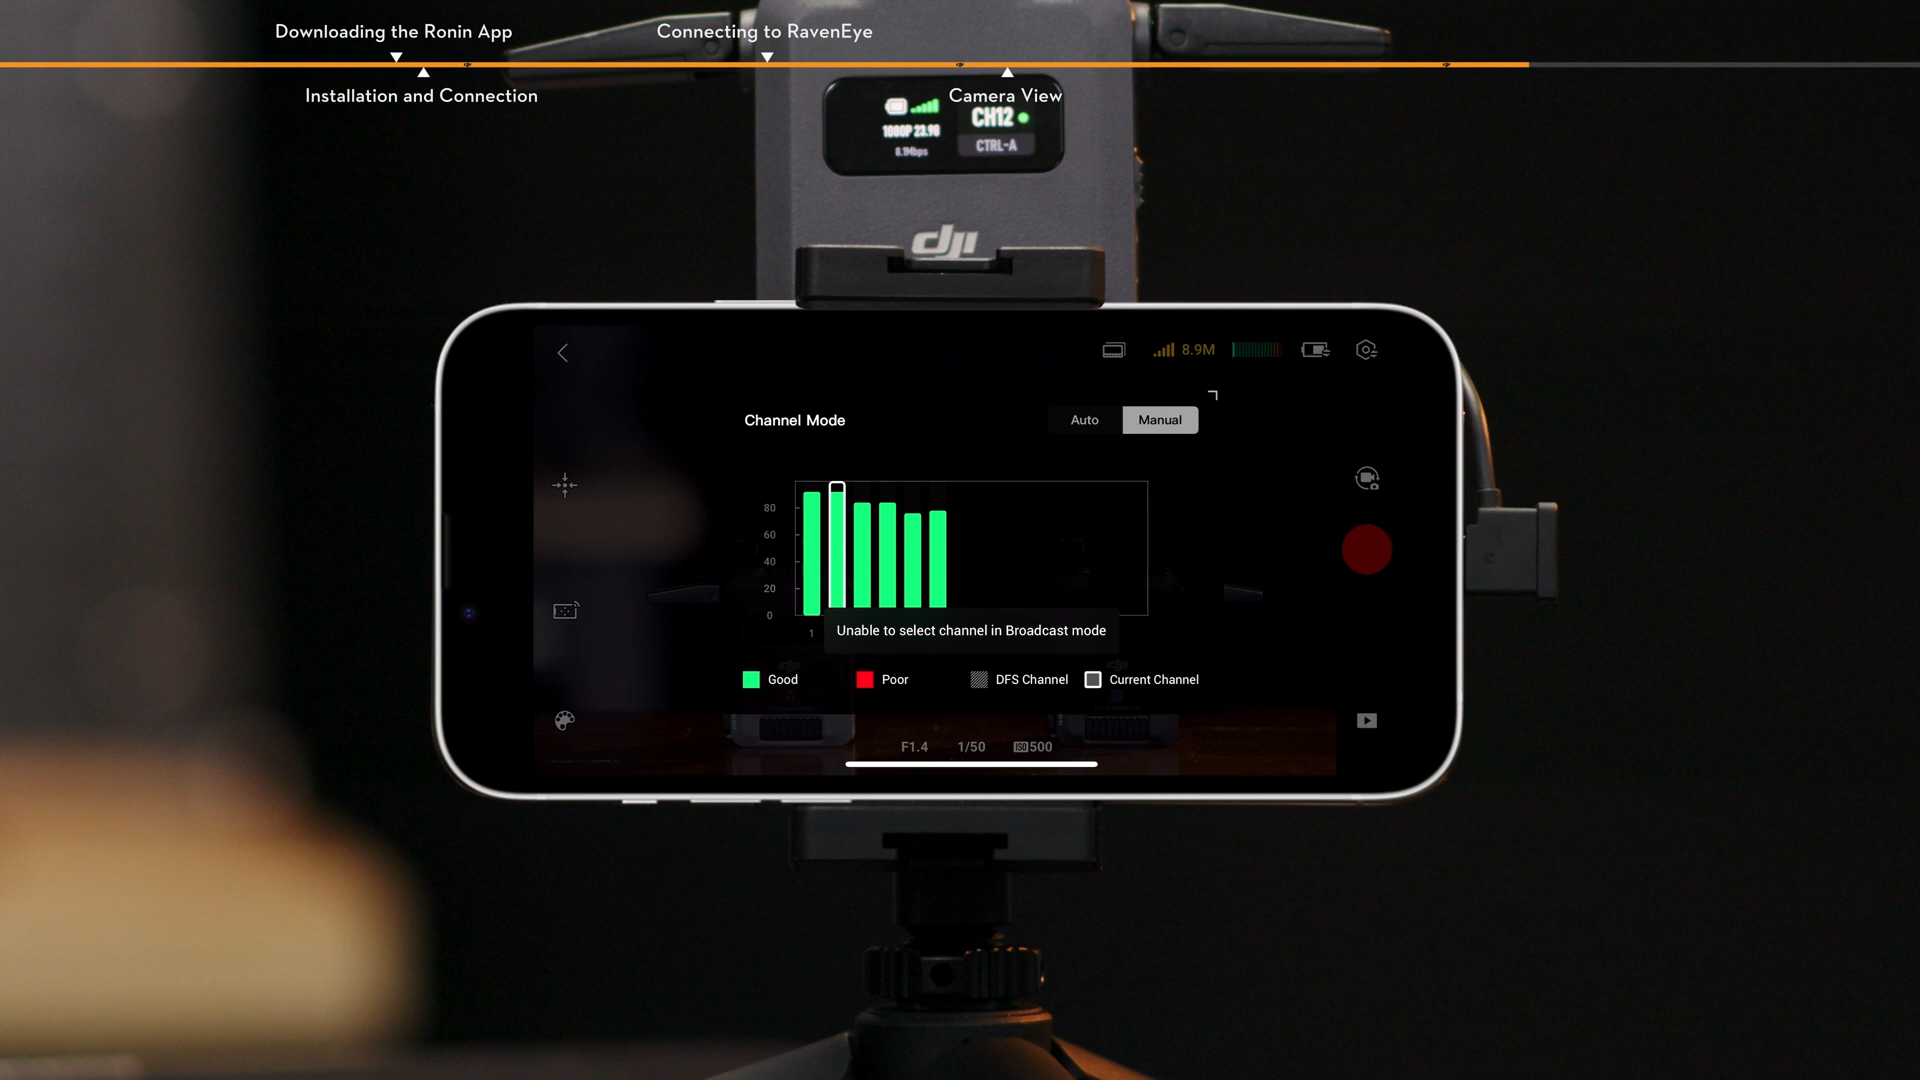 Downloading the Ronin App
Connecting to RavenEye
Installation and Connection
Camera View
1080P 23.98
8.1Mbps
CH12
CTRL-A
dji
8.9M
Channel Mode
Auto
Manual
80
60
40
20
0
1
Unable to select channel in Broadcast mode
Good
Poor
DFS Channel
Current Channel
F1.4
1/50
ISO 500